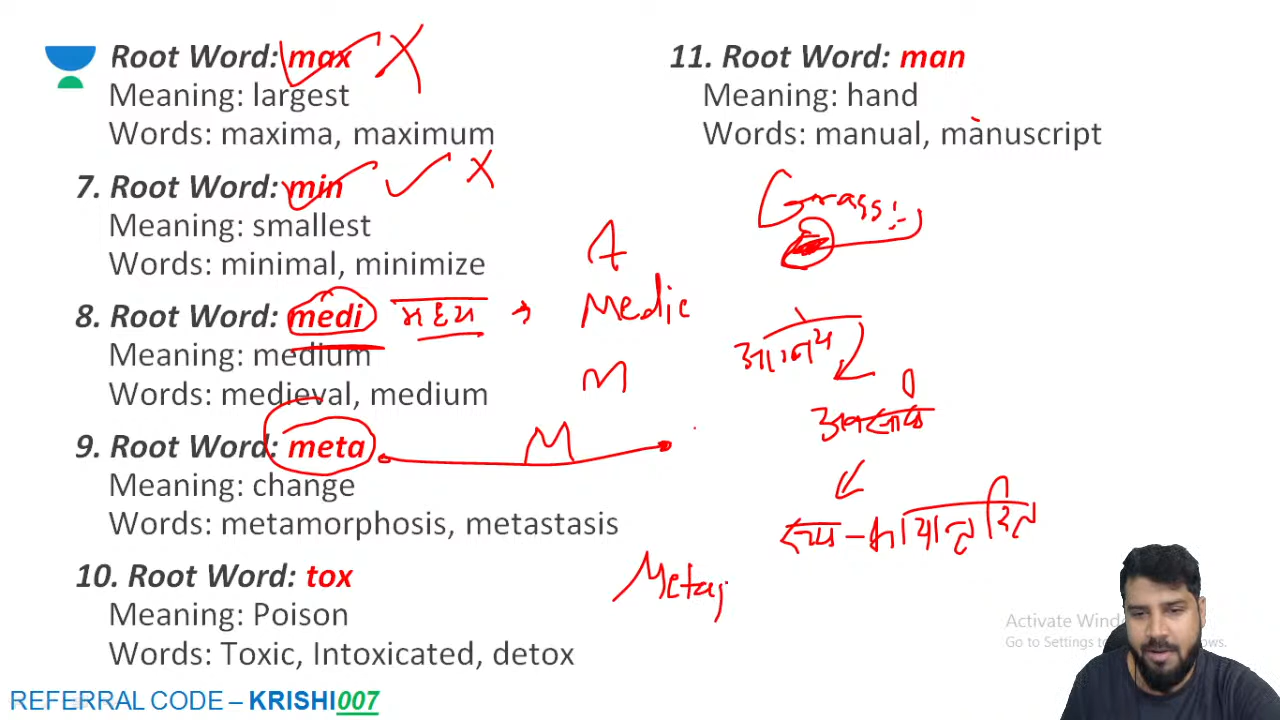 Root Word: max
Meaning: largest
Words: maxima, maximum
7. Root Word: min
Meaning: smallest
Words: minimal, minimize
8. Root Word: medi
Meaning: medium
Words: medieval, medium
9. Root Word: meta
Meaning: change
Words: metamorphosis, metastasis
10. Root Word: tox
Meaning: Poison
Words: Toxic, Intoxicated, detox
11. Root Word: man
Meaning: hand
Words: manual, manuscript
Grass:-
A
मध्य → Medic
M
M
Activate Wind
Go to Settings to
REFERRAL CODE – KRISHI007